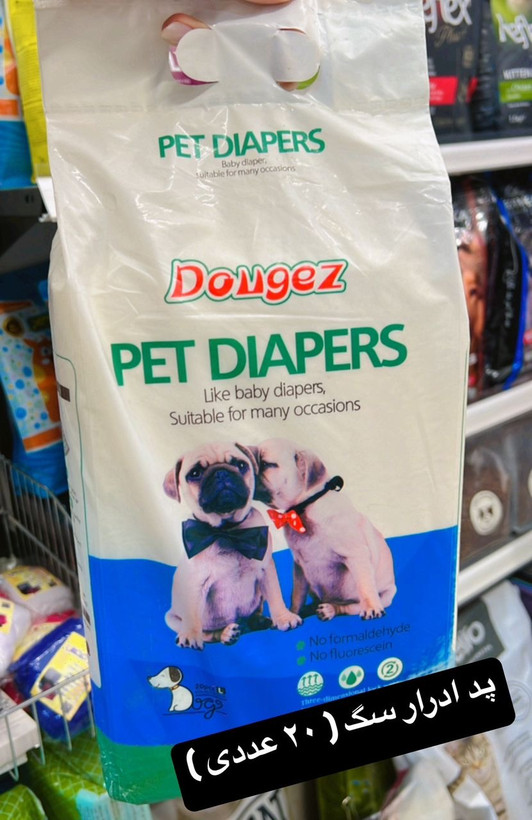 PET DIAPERS
Baby diaper,
suitable for many occasions
Dougez
PET DIAPERS
Like baby diapers,
Suitable for many occasions
No formaldehyde
No fluorescein
پد ادرار سگ ( ۲۰ عددی )